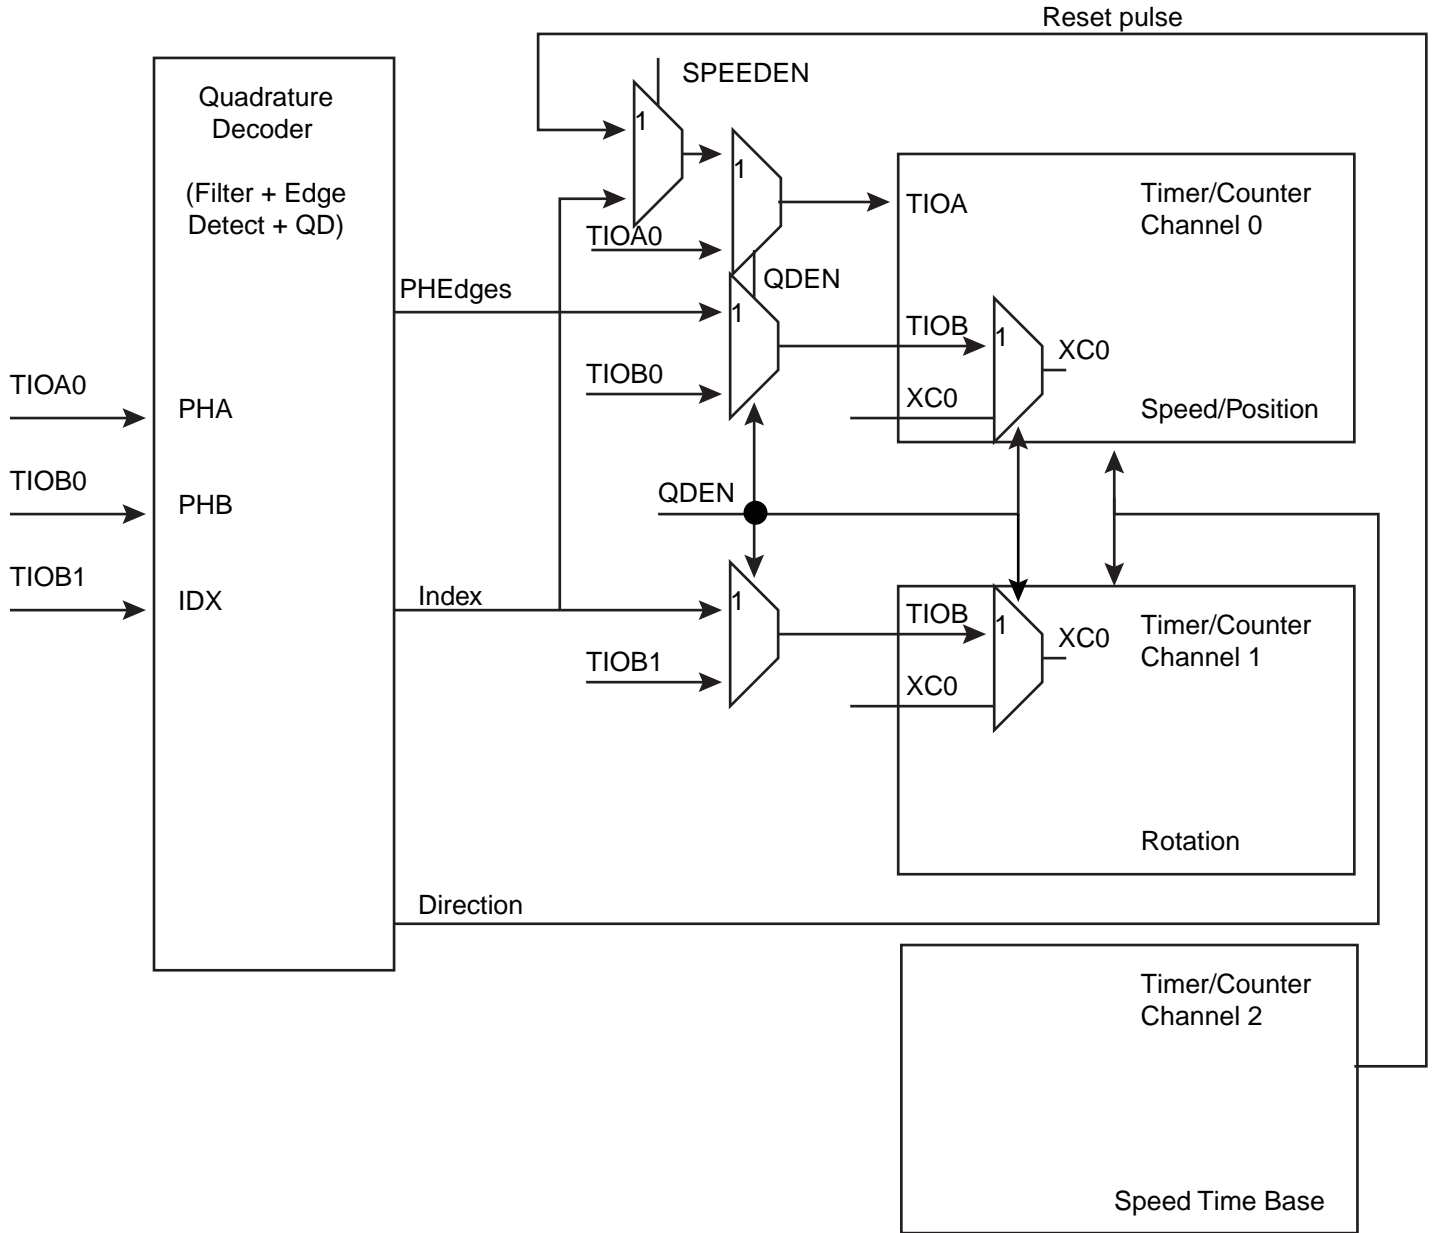 Reset pulse
SPEEDEN
Quadrature
Decoder
(Filter + Edge
Detect + QD)
1
1
TIOA
Timer/Counter
Channel 0
TIOA0
QDEN
PHEdges
1
TIOB
1
XC0
TIOB0
XC0
Speed/Position
TIOA0
PHA
TIOB0
PHB
QDEN
TIOB1
IDX
Index
1
TIOB
1
XC0
Timer/Counter
Channel 1
TIOB1
XC0
Rotation
Direction
Timer/Counter
Channel 2
Speed Time Base